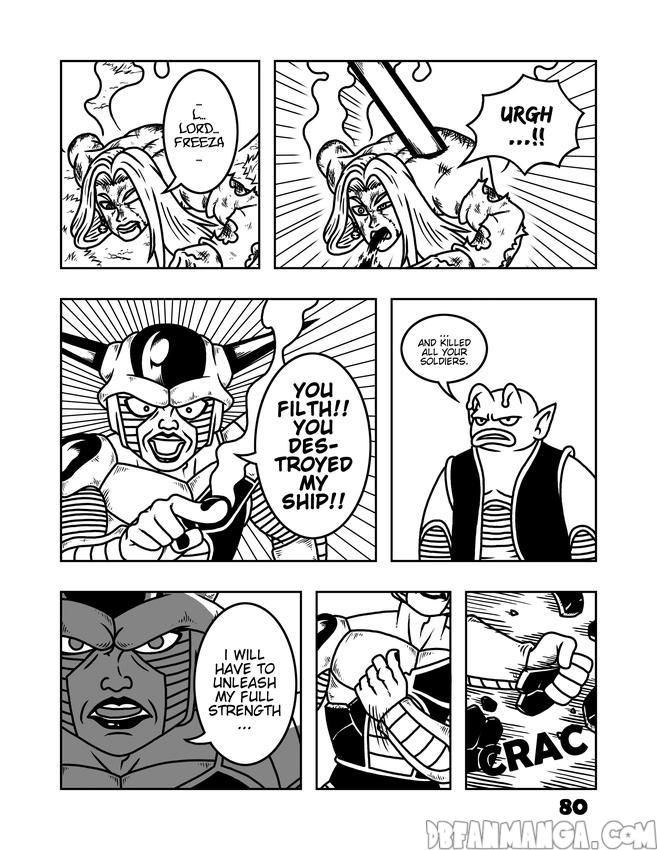 ...
L...
LORD...
FREEZA
...
URGH
...!!
YOU
FILTH!!
YOU
DES-
TROYED
MY
SHIP!!
...
AND KILLED
ALL YOUR
SOLDIERS.
I WILL
HAVE TO
UNLEASH
MY FULL
STRENGTH
...
CRAC
80
DBFANMANGA.COM